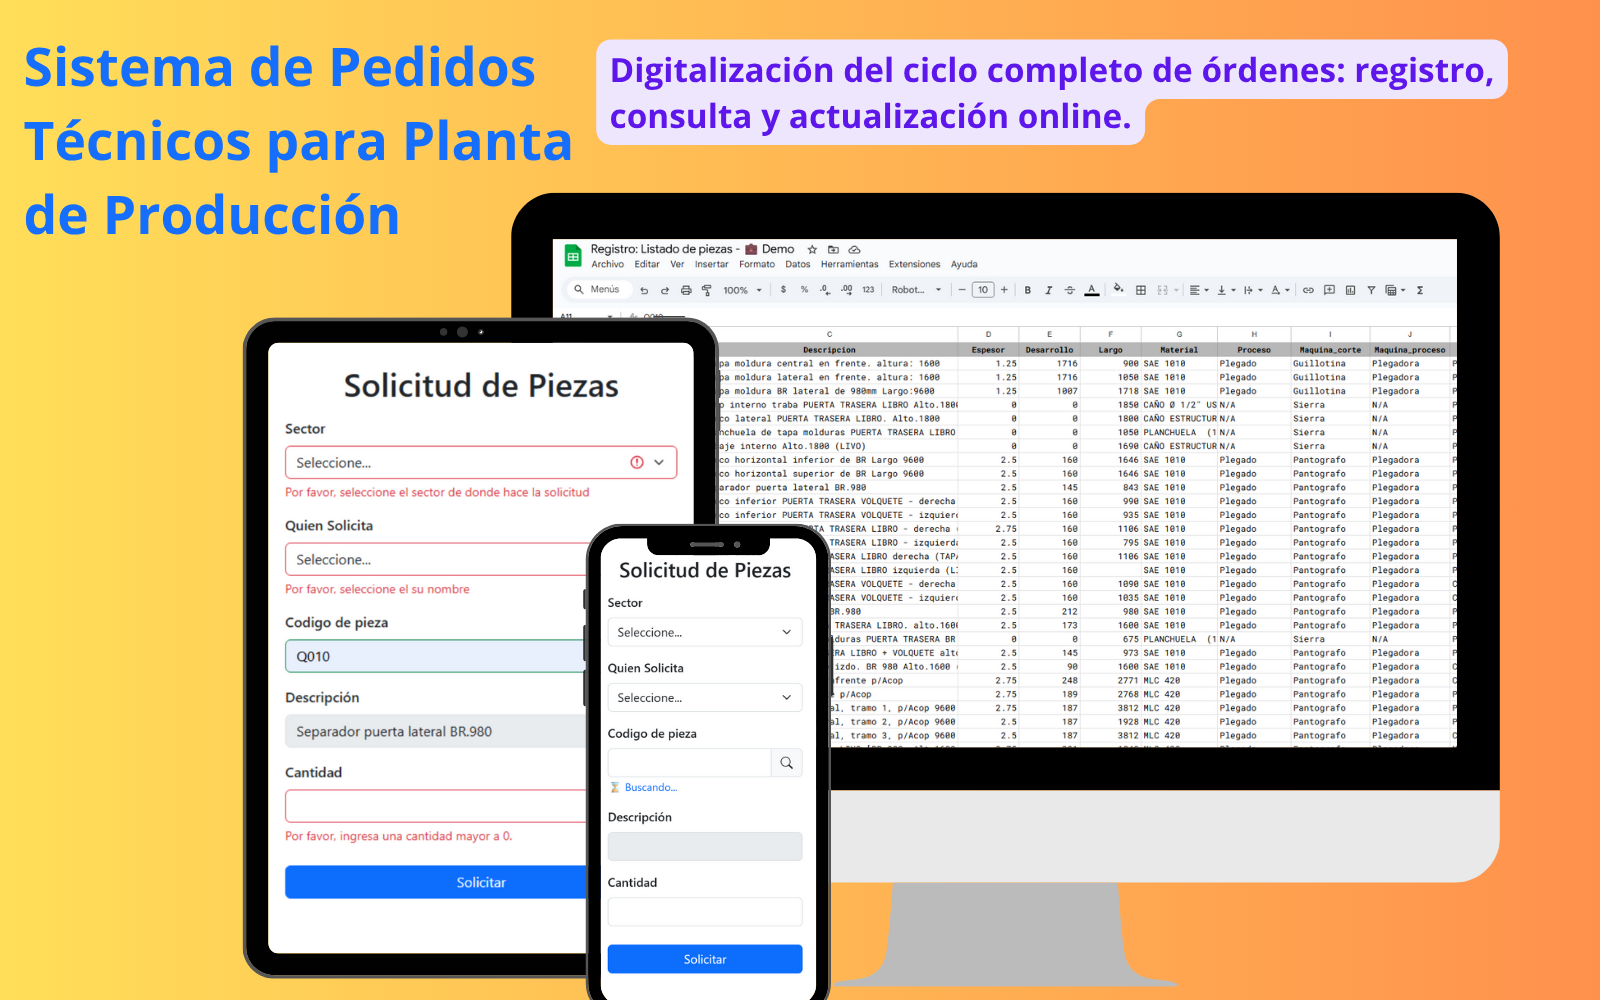 Sistema de Pedidos
Técnicos para Planta
de Producción
Digitalización del ciclo completo de órdenes: registro,
consulta y actualización online.
Registro: Listado de piezas - 💼 Demo
Archivo Editar Ver Insertar Formato Datos Herramientas Extensiones Ayuda
Menús 100% $ % .0 .00 123 Robot... 10 B I A
C D E F G H I J
Descripcion Espesor Desarrollo Largo Material Proceso Maquina_corte Maquina_proceso
pa moldura central en frente. altura: 1600 1.25 1716 900 SAE 1010 Plegado Guillotina Plegadora
pa moldura lateral en frente. altura: 1600 1.25 1716 1050 SAE 1010 Plegado Guillotina Plegadora
pa moldura BR lateral de 980mm Largo:9600 1.25 1007 1718 SAE 1010 Plegado Guillotina Plegadora
o interno traba PUERTA TRASERA LIBRO Alto.1800 0 0 1850 CAÑO Ø 1/2" US N/A Sierra N/A
co lateral PUERTA TRASERA LIBRO. Alto.1800 0 0 1800 CAÑO ESTRUCTUR N/A Sierra N/A
nchuela de tapa molduras PUERTA TRASERA LIBRO 0 0 1050 PLANCHUELA (1 N/A Sierra N/A
aje interno Alto.1800 (LIVO) 0 0 1690 CAÑO ESTRUCTUR N/A Sierra N/A
co horizontal inferior de BR Largo 9600 2.5 160 1646 SAE 1010 Plegado Pantografo Plegadora
co horizontal superior de BR Largo 9600 2.5 160 1646 SAE 1010 Plegado Pantografo Plegadora
arador puerta lateral BR.980 2.5 145 843 SAE 1010 Plegado Pantografo Plegadora
co inferior PUERTA TRASERA VOLQUETE - derecha 2.5 160 990 SAE 1010 Plegado Pantografo Plegadora
co inferior PUERTA TRASERA VOLQUETE - izquier 2.5 160 935 SAE 1010 Plegado Pantografo Plegadora
RTA TRASERA LIBRO - derecha 2.75 160 1106 SAE 1010 Plegado Pantografo Plegadora
TRASERA LIBRO - izquierda 2.5 160 795 SAE 1010 Plegado Pantografo Plegadora
ASERA LIBRO derecha (TAP 2.5 160 1106 SAE 1010 Plegado Pantografo Plegadora
ASERA LIBRO izquierda (L 2.5 160 SAE 1010 Plegado Pantografo Plegadora
ASERA VOLQUETE - derecha 2.5 160 1090 SAE 1010 Plegado Pantografo Plegadora
ASERA VOLQUETE - izquier 2.5 160 1035 SAE 1010 Plegado Pantografo Plegadora
BR.980 2.5 212 980 SAE 1010 Plegado Pantografo Plegadora
TRASERA LIBRO. alto.1600 2.5 173 1600 SAE 1010 Plegado Pantografo Plegadora
duras PUERTA TRASERA BR 0 0 675 PLANCHUELA (1 N/A Sierra N/A
RA LIBRO + VOLQUETE alto 2.5 145 973 SAE 1010 Plegado Pantografo Plegadora
izdo. BR 980 Alto.1600 2.5 90 1600 SAE 1010 Plegado Pantografo Plegadora
frente p/Acop 2.75 248 2771 MLC 420 Plegado Pantografo Plegadora
p/Acop 2.75 189 2768 MLC 420 Plegado Pantografo Plegadora
al, tramo 1, p/Acop 9600 2.75 187 3812 MLC 420 Plegado Pantografo Plegadora
al, tramo 2, p/Acop 9600 2.5 187 1928 MLC 420 Plegado Pantografo Plegadora
al, tramo 3, p/Acop 9600 2.5 187 3812 MLC 420 Plegado Pantografo Plegadora
Solicitud de Piezas
Sector
Seleccione...
Por favor, seleccione el sector de donde hace la solicitud
Quien Solicita
Seleccione...
Por favor, seleccione el su nombre
Codigo de pieza
Q010
Descripción
Separador puerta lateral BR.980
Cantidad
Por favor, ingresa una cantidad mayor a 0.
Solicitar
Solicitud de Piezas
Sector
Seleccione...
Quien Solicita
Seleccione...
Codigo de pieza
⏳ Buscando...
Descripción
Cantidad
Solicitar